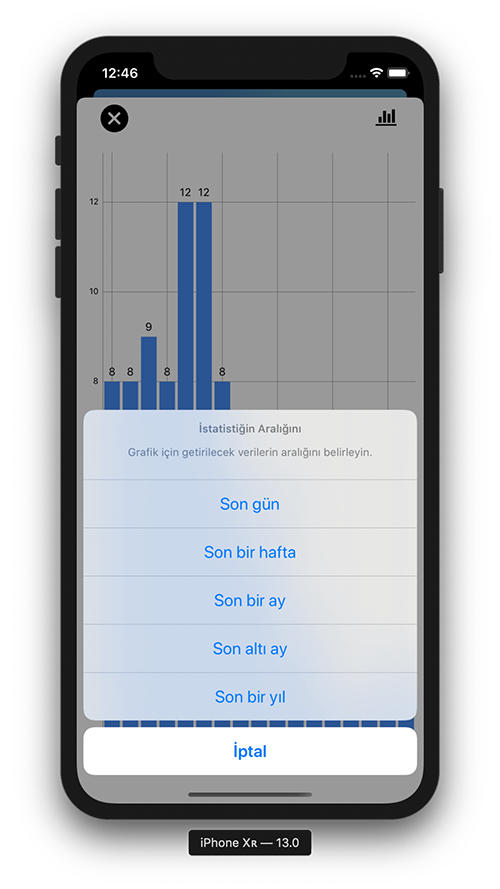 12:46
12 12
12
10
9
8 8 8 8
8
İstatistiğin Aralığını
Grafik için getirilecek verilerin aralığını belirleyin.
Son gün
Son bir hafta
Son bir ay
Son altı ay
Son bir yıl
İptal
iPhone Xʀ — 13.0